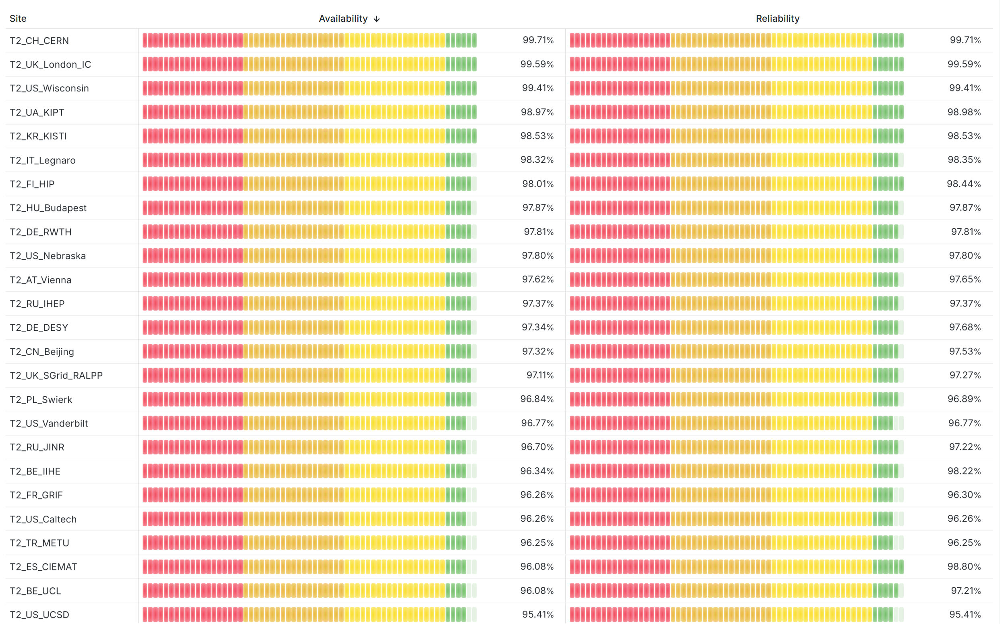 Site Availability ↓ Reliability
T2_CH_CERN 99.71% 99.71%
T2_UK_London_IC 99.59% 99.59%
T2_US_Wisconsin 99.41% 99.41%
T2_UA_KIPT 98.97% 98.98%
T2_KR_KISTI 98.53% 98.53%
T2_IT_Legnaro 98.32% 98.35%
T2_FI_HIP 98.01% 98.44%
T2_HU_Budapest 97.87% 97.87%
T2_DE_RWTH 97.81% 97.81%
T2_US_Nebraska 97.80% 97.80%
T2_AT_Vienna 97.62% 97.65%
T2_RU_IHEP 97.37% 97.37%
T2_DE_DESY 97.34% 97.68%
T2_CN_Beijing 97.32% 97.53%
T2_UK_SGrid_RALPP 97.11% 97.27%
T2_PL_Swierk 96.84% 96.89%
T2_US_Vanderbilt 96.77% 96.77%
T2_RU_JINR 96.70% 97.22%
T2_BE_IIHE 96.34% 98.22%
T2_FR_GRIF 96.26% 96.30%
T2_US_Caltech 96.26% 96.26%
T2_TR_METU 96.25% 96.25%
T2_ES_CIEMAT 96.08% 98.80%
T2_BE_UCL 96.08% 97.21%
T2_US_UCSD 95.41% 95.41%